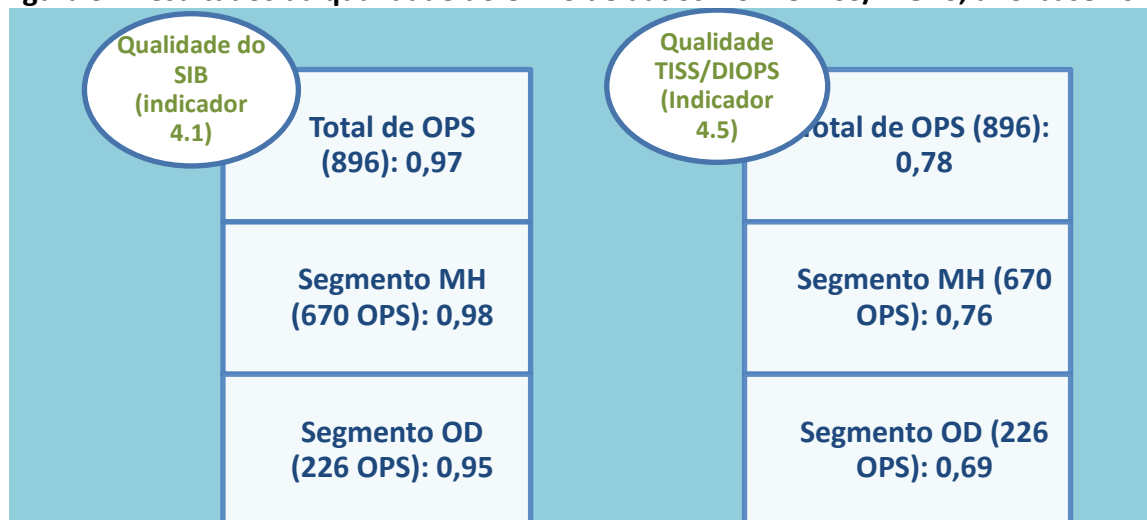 Qualidade do
SIB
(indicador
4.1)
Total de OPS
(896): 0,97
Segmento MH
(670 OPS): 0,98
Segmento OD
(226 OPS): 0,95
Qualidade
TISS/DIOPS
(Indicador
4.5)
otal de OPS (896):
0,78
Segmento MH (670
OPS): 0,76
Segmento OD (226
OPS): 0,69